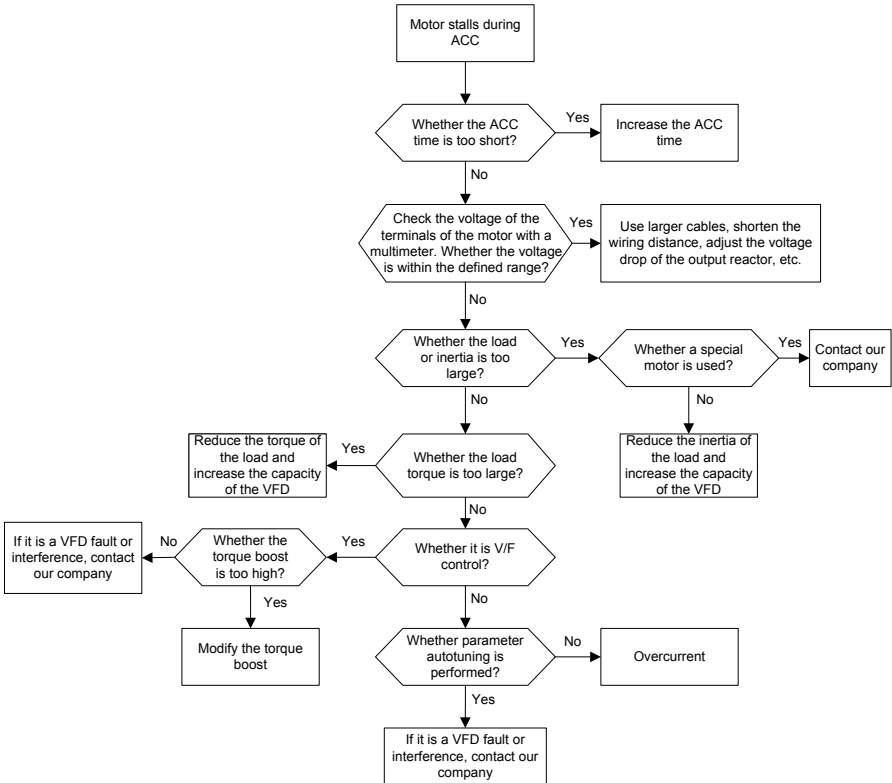 Motor stalls during
ACC
Whether the ACC
time is too short?
Yes
Increase the ACC
time
No
Check the voltage of the
terminals of the motor with a
multimeter. Whether the voltage
is within the defined range?
Yes
Use larger cables, shorten the
wiring distance, adjust the voltage
drop of the output reactor, etc.
No
Whether the load
or inertia is too
large?
Yes
Whether a special
motor is used?
Yes
Contact our
company
No
No
Reduce the torque of
the load and
increase the capacity
of the VFD
Yes
Whether the load
torque is too large?
Reduce the inertia of
the load and
increase the capacity
of the VFD
No
If it is a VFD fault or
interference, contact
our company
No
Whether the
torque boost
is too high?
Yes
Whether it is V/F
control?
Yes
No
Modify the torque
boost
Whether parameter
autotuning is
performed?
No
Overcurrent
Yes
If it is a VFD fault or
interference, contact our
company